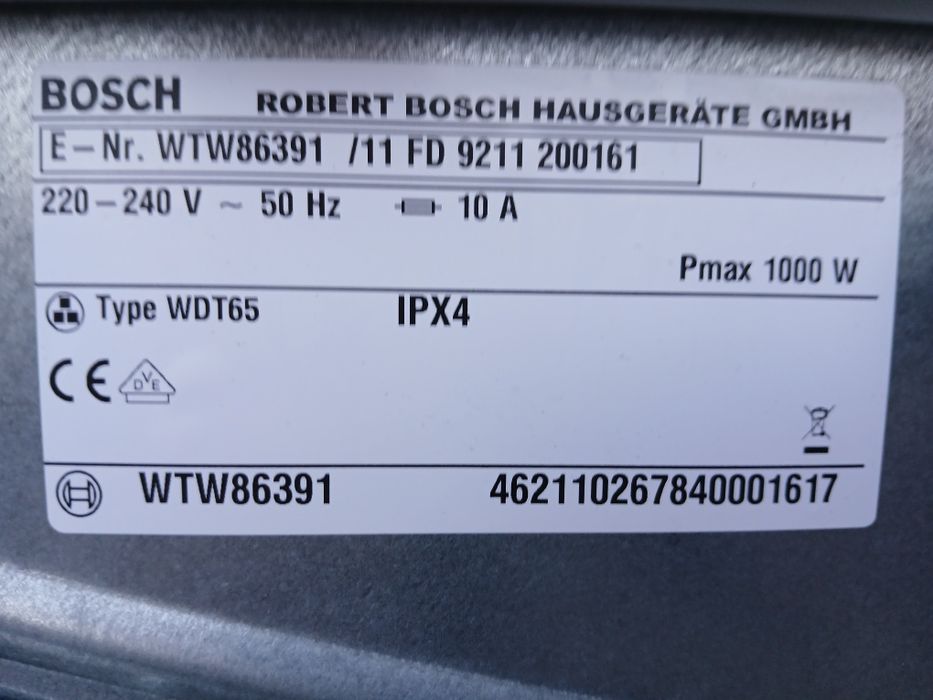 BOSCH ROBERT BOSCH HAUSGERÄTE GMBH
E-Nr. WTW86391 /11 FD 9211 200161
220-240 V ~ 50 Hz 10 A
Pmax 1000 W
Type WDT65 IPX4
CE DVE
WTW86391 462110267840001617